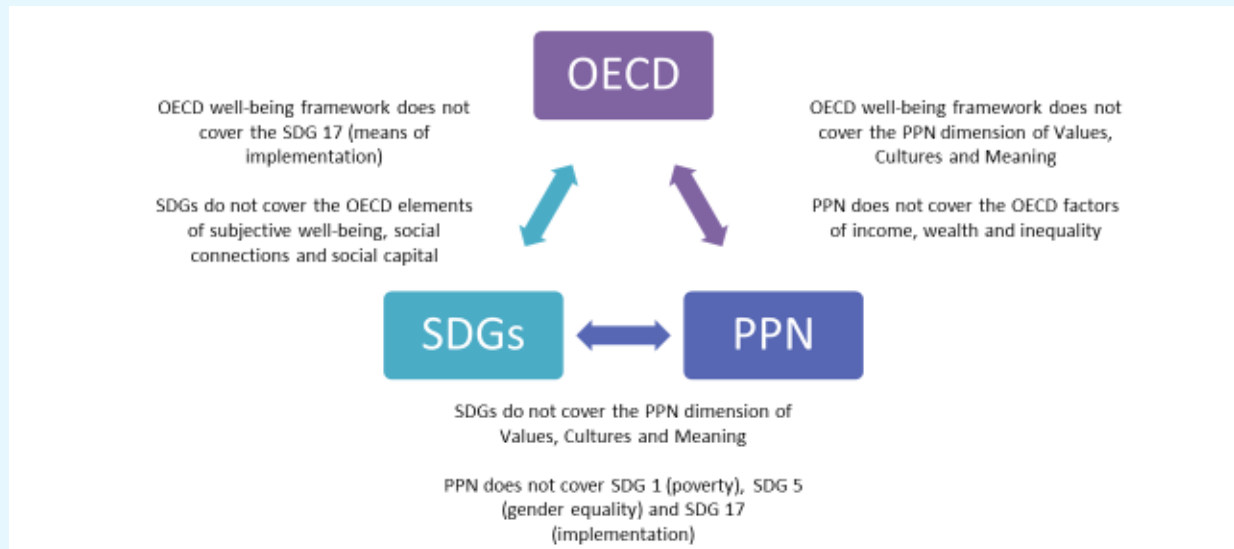 OECD
OECD well-being framework does not
cover the SDG 17 (means of
implementation)
SDGs do not cover the OECD elements
of subjective well-being, social
connections and social capital
OECD well-being framework does not
cover the PPN dimension of Values,
Cultures and Meaning
PPN does not cover the OECD factors
of income, wealth and inequality
SDGs
PPN
SDGs do not cover the PPN dimension of
Values, Cultures and Meaning
PPN does not cover SDG 1 (poverty), SDG 5
(gender equality) and SDG 17
(implementation)